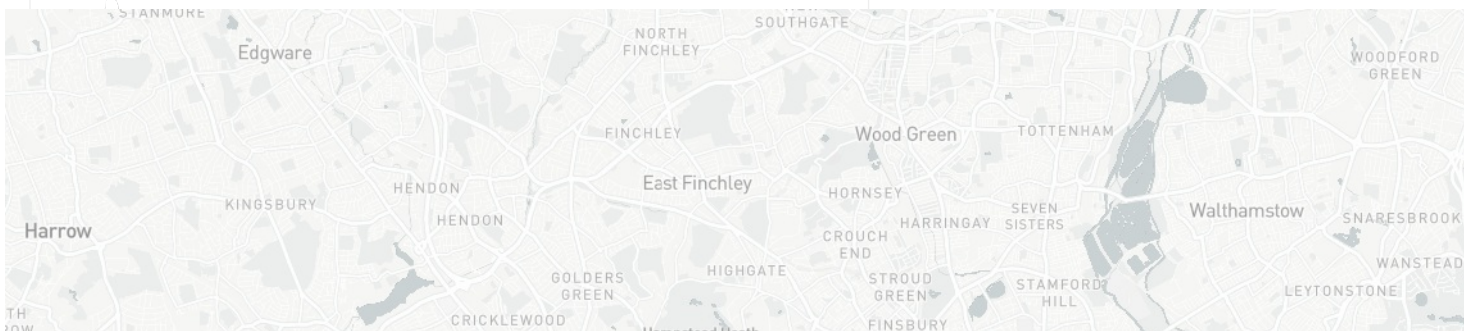 STANMORE
SOUTHGATE
Edgware
NORTH
FINCHLEY
WOODFORD
GREEN
FINCHLEY
Wood Green
TOTTENHAM
HENDON
East Finchley
HORNSEY
KINGSBURY
HENDON
HARRINGAY
SEVEN
SISTERS
Walthamstow
SNARESBROOK
Harrow
CROUCH
END
HIGHGATE
WANSTEAD
GOLDERS
GREEN
STROUD
GREEN
STAMFORD
HILL
LEYTONSTONE
CRICKLEWOOD
FINSBURY